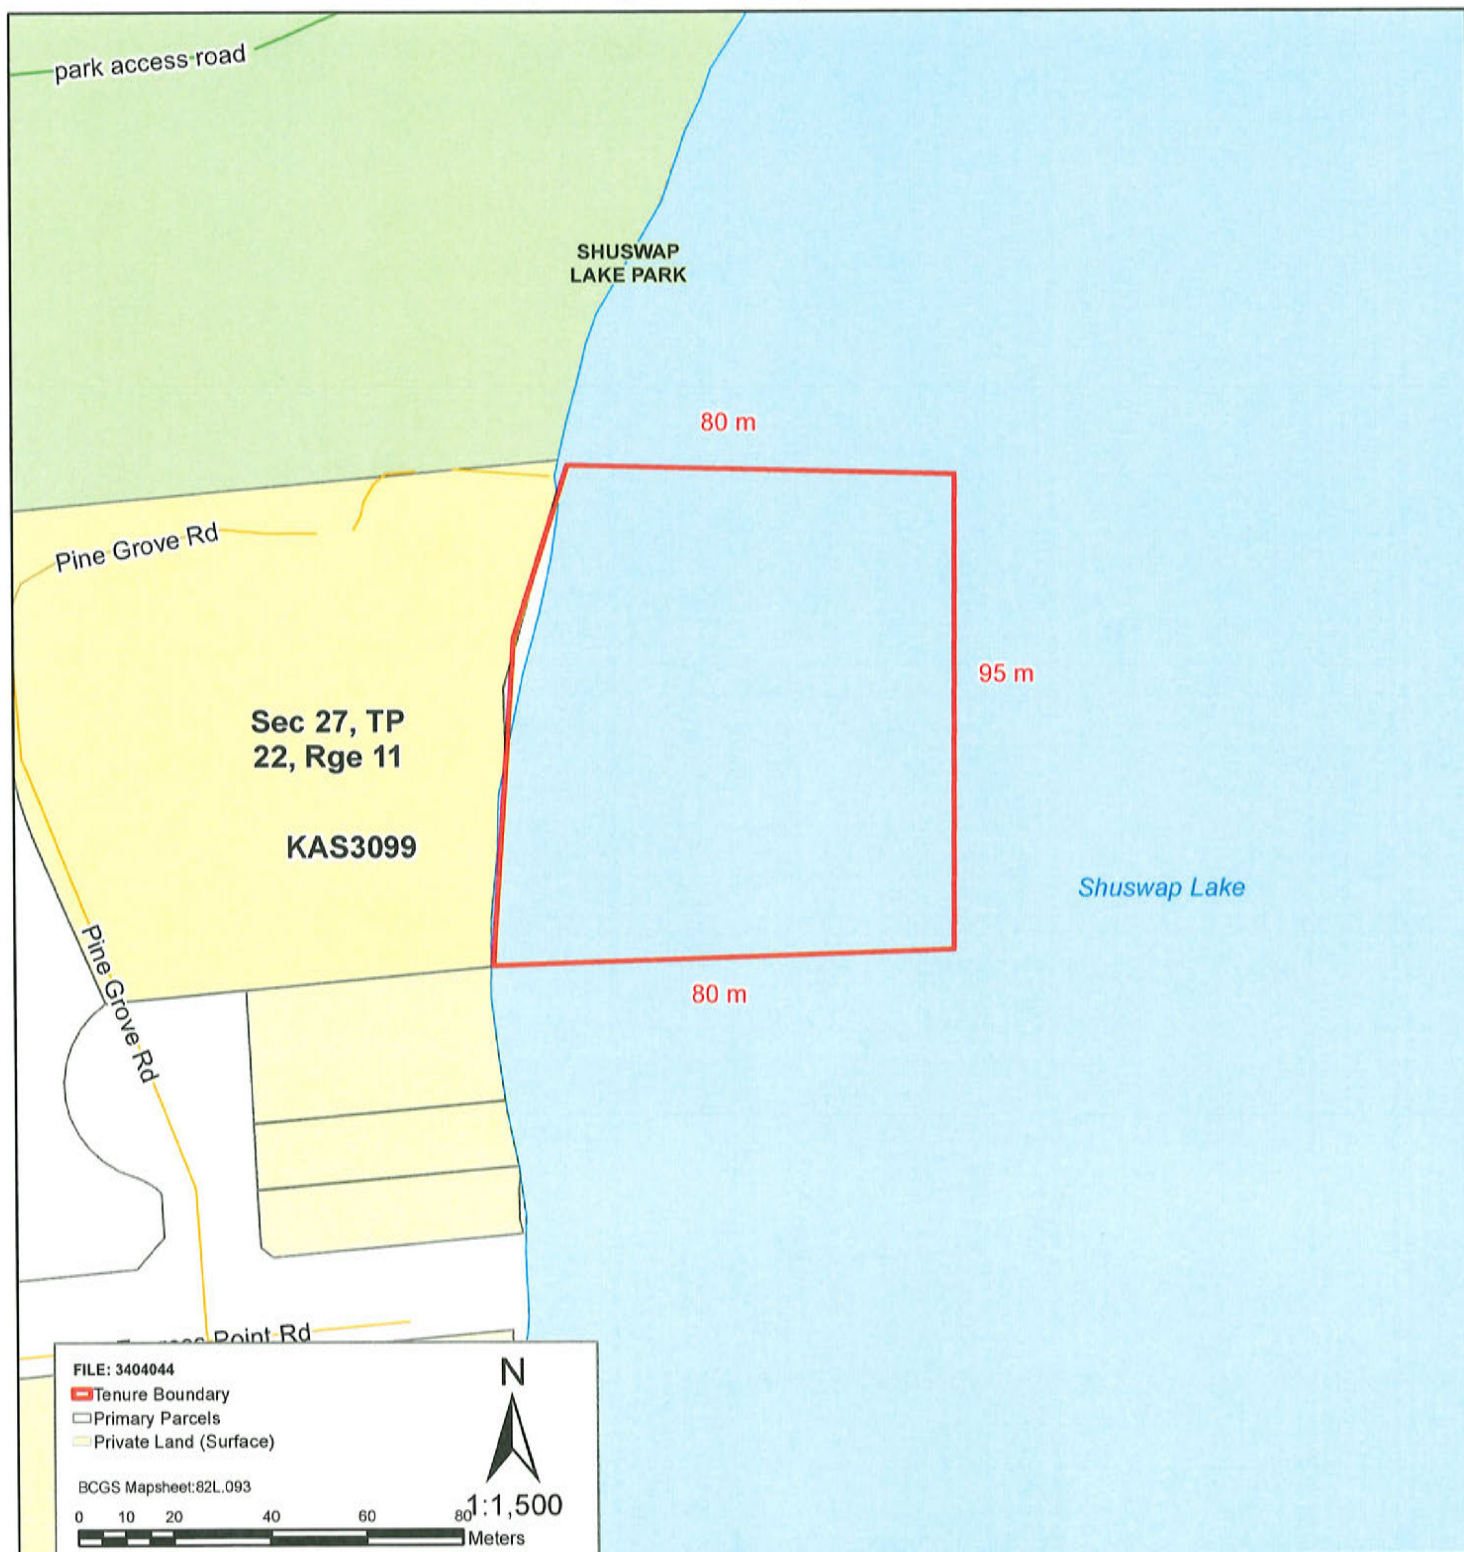 park access road
SHUSWAP
LAKE PARK
80 m
Pine Grove Rd
95 m
Sec 27, TP
22, Rge 11
KAS3099
Shuswap Lake
Pine Grove Rd
80 m
Point Rd
FILE: 3404044
Tenure Boundary
Primary Parcels
Private Land (Surface)
N
BCGS Mapsheet:82L.093
1:1,500
0 10 20 40 60 80
Meters